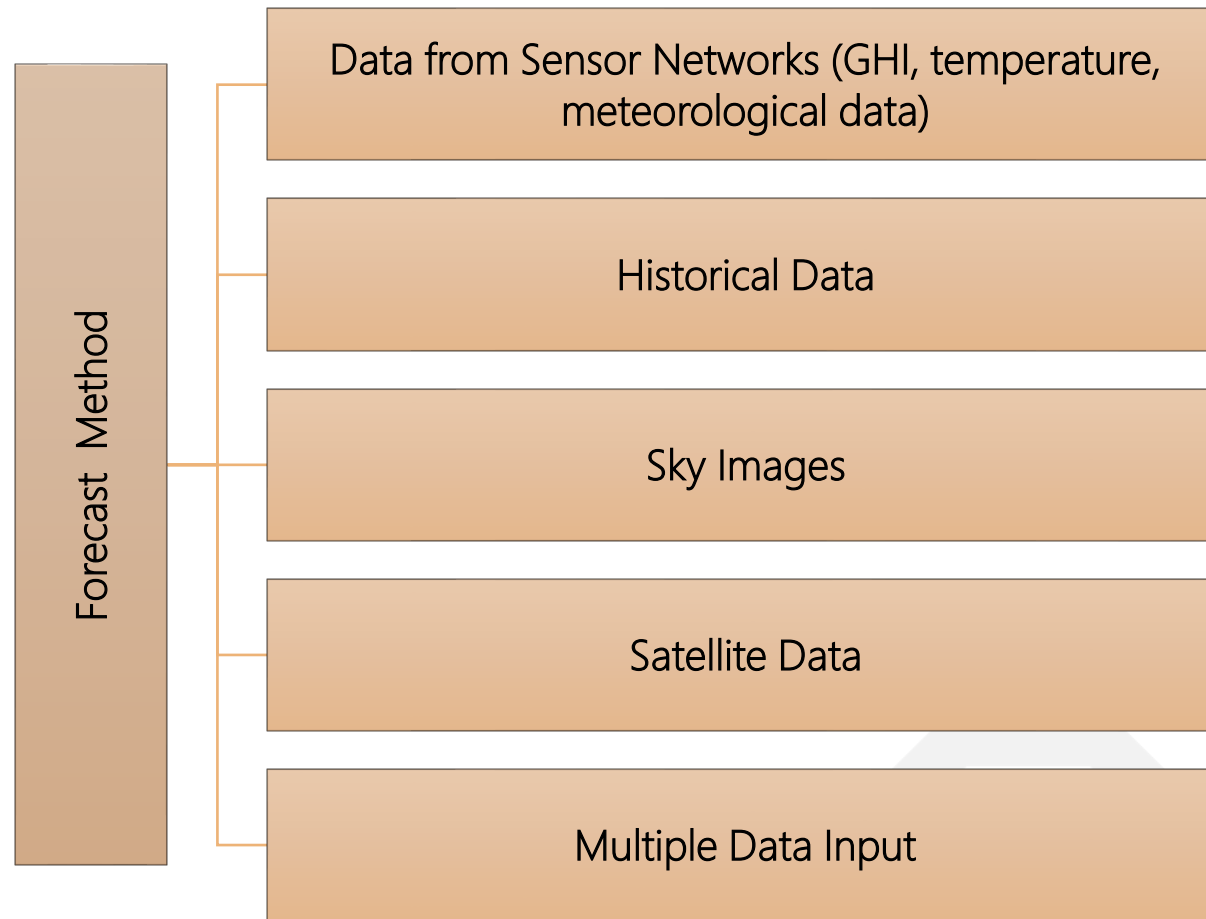 Forecast Method
Data from Sensor Networks (GHI, temperature,
meteorological data)
Historical Data
Sky Images
Satellite Data
Multiple Data Input